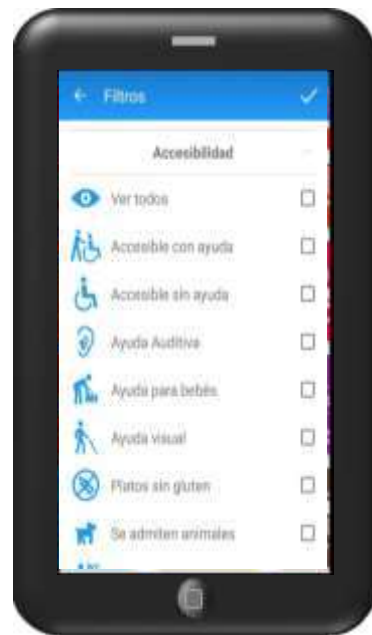 Filtros
Accesibilidad
Ver todos
Accesible con ayuda
Accesible sin ayuda
Ayuda Auditiva
Ayuda para bebés
Ayuda visual
Platos sin gluten
Se admiten animales